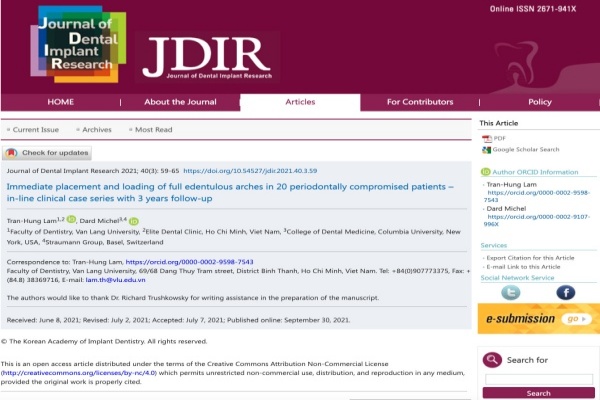 Online ISSN 2671-941X
Journal of
Dental
Implant
Research
JDIR
Journal of Dental Implant Research
HOME | About the Journal | Articles | For Contributors | Policy
Current Issue Archives Most Read
This Article
PDF
Google Scholar Search
Check for updates
Author ORCID Information
Journal of Dental Implant Research 2021; 40(3): 59-65 https://doi.org/10.54527/jdir.2021.40.3.59
- Tran-Hung Lam
https://orcid.org/0000-0002-9598-
7543
- Dard Michel
https://orcid.org/0000-0002-9107-
996X
Immediate placement and loading of full edentulous arches in 20 periodontally compromised patients –
in-line clinical case series with 3 years follow-up
Tran-Hung Lam1,2 iD, Dard Michel3,4 iD
1Faculty of Dentistry, Van Lang University, 2Elite Dental Clinic, Ho Chi Minh, Viet Nam, 3College of Dental Medicine, Columbia University, New
York, USA, 4Straumann Group, Basel, Switzerland
Services
- Export Citation for this Article
- E-mail Link to this Article
Social Network Service
Correspondence to: Tran-Hung Lam, https://orcid.org/0000-0002-9598-7543
Faculty of Dentistry, Van Lang University, 69/68 Dang Thuy Tram street, District Binh Thanh, Ho Chi Minh, Viet Nam. Tel: +84(0)907773375, Fax: +
(84.8) 38369716, E-mail: lam.th@vlu.edu.vn
The authors would like to thank Dr. Richard Trushkowsky for writing assistance in the preparation of the manuscript.
Received: June 8, 2021; Revised: July 2, 2021; Accepted: July 7, 2021; Published online: September 30, 2021.
e-submission go
© The Korean Academy of Implant Dentistry. All rights reserved.
This is an open access article distributed under the terms of the Creative Commons Attribution Non-Commercial License
(http://creativecommons.org/licenses/by-nc/4.0) which permits unrestricted non-commercial use, distribution, and reproduction in any medium,
provided the original work is properly cited.
Search for
Search